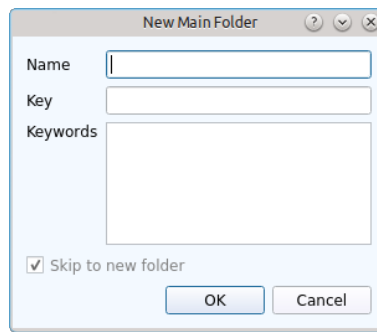 New Main Folder
Name
Key
Keywords
Skip to new folder
OK
Cancel